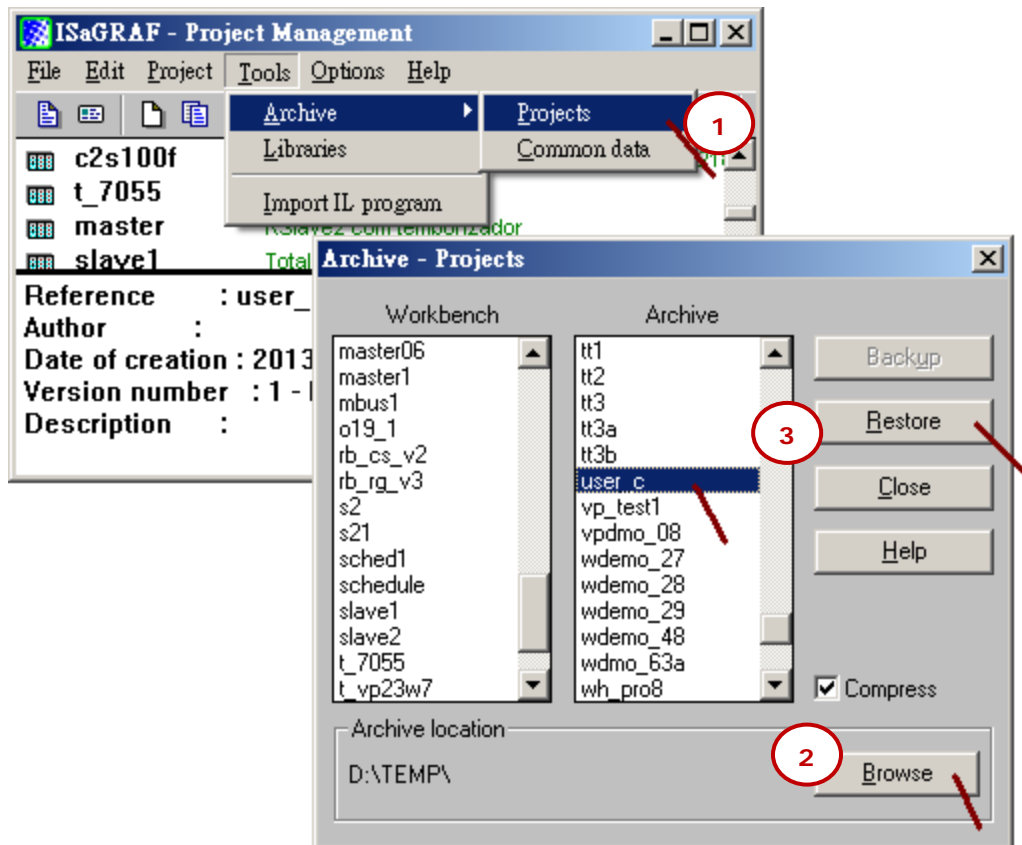 ISaGRAF - Project Management
File Edit Project Tools Options Help
Archive
Libraries
Import IL program
Projects
Common data
1
c2s100f
t_7055
master
slave1
Total
Reference : user_
Author :
Date of creation : 2013
Version number : 1 -
Description :
Archive - Projects
Workbench
master06
master1
mbus1
o19_1
rb_cs_v2
rb_rg_v3
s2
s21
sched1
schedule
slave1
slave2
t_7055
t_vp23w7
Archive
tt1
tt2
tt3
tt3a
tt3b
user_c
vp_test1
vpdmo_08
wdemo_27
wdemo_28
wdemo_29
wdemo_48
wdmo_63a
wh_pro8
Backup
3
Restore
Close
Help
Compress
Archive location
D:\TEMP\
2
Browse